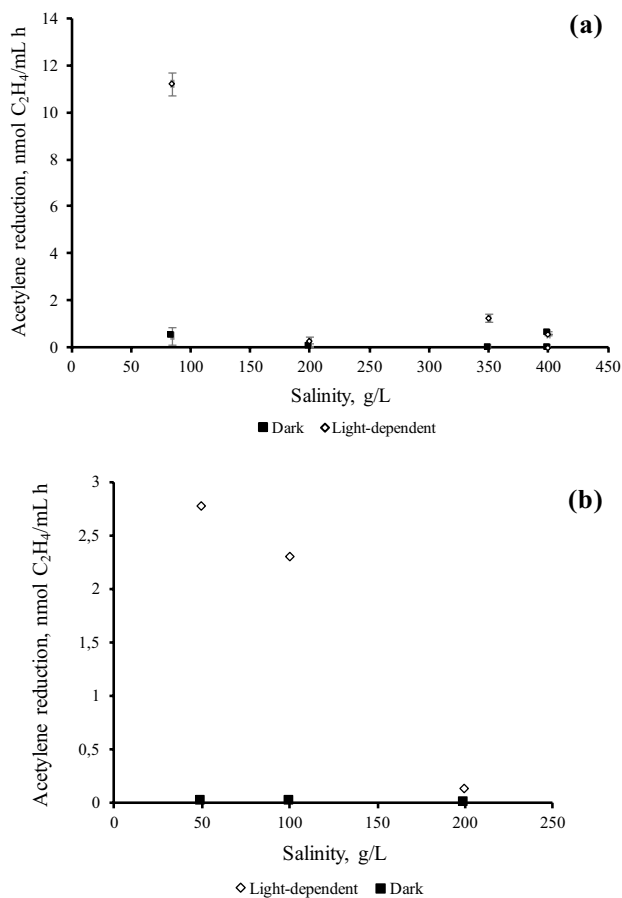 (a)
Acetylene reduction, nmol C₂H₄/mL h
14
12
10
8
6
4
2
0
0 50 100 150 200 250 300 350 400 450
Salinity, g/L
■ Dark ◇ Light-dependent
(b)
Acetylene reduction, nmol C₂H₄/mL h
3
2,5
2
1,5
1
0,5
0
0 50 100 150 200 250
Salinity, g/L
◇ Light-dependent ■ Dark